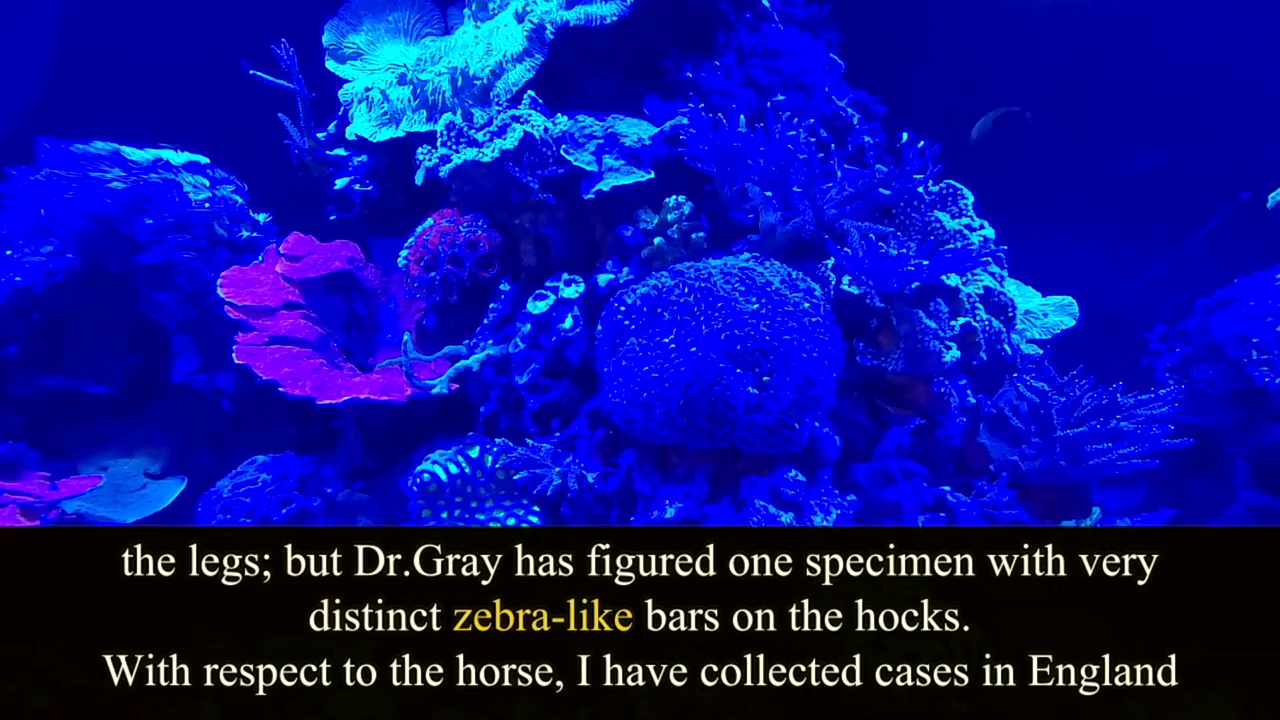 the legs; but Dr.Gray has figured one specimen with very
distinct zebra-like bars on the hocks.
With respect to the horse, I have collected cases in England